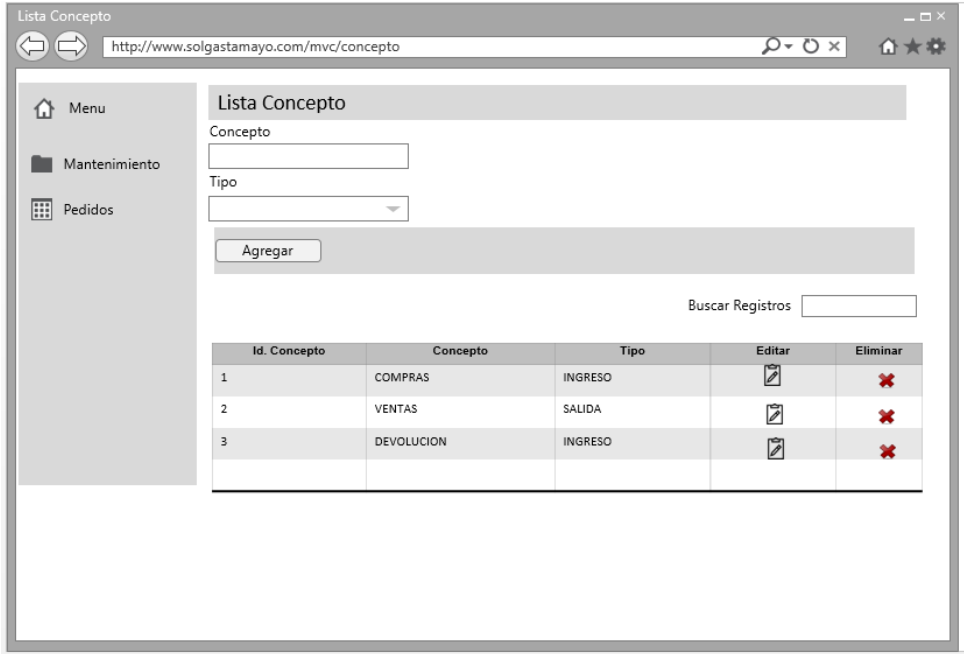 Lista Concepto
http://www.solgastamayo.com/mvc/concepto
Menu
Mantenimiento
Pedidos
Lista Concepto
Concepto
Tipo
Agregar
Buscar Registros
Id. Concepto Concepto Tipo Editar Eliminar
1 COMPRAS INGRESO
2 VENTAS SALIDA
3 DEVOLUCION INGRESO